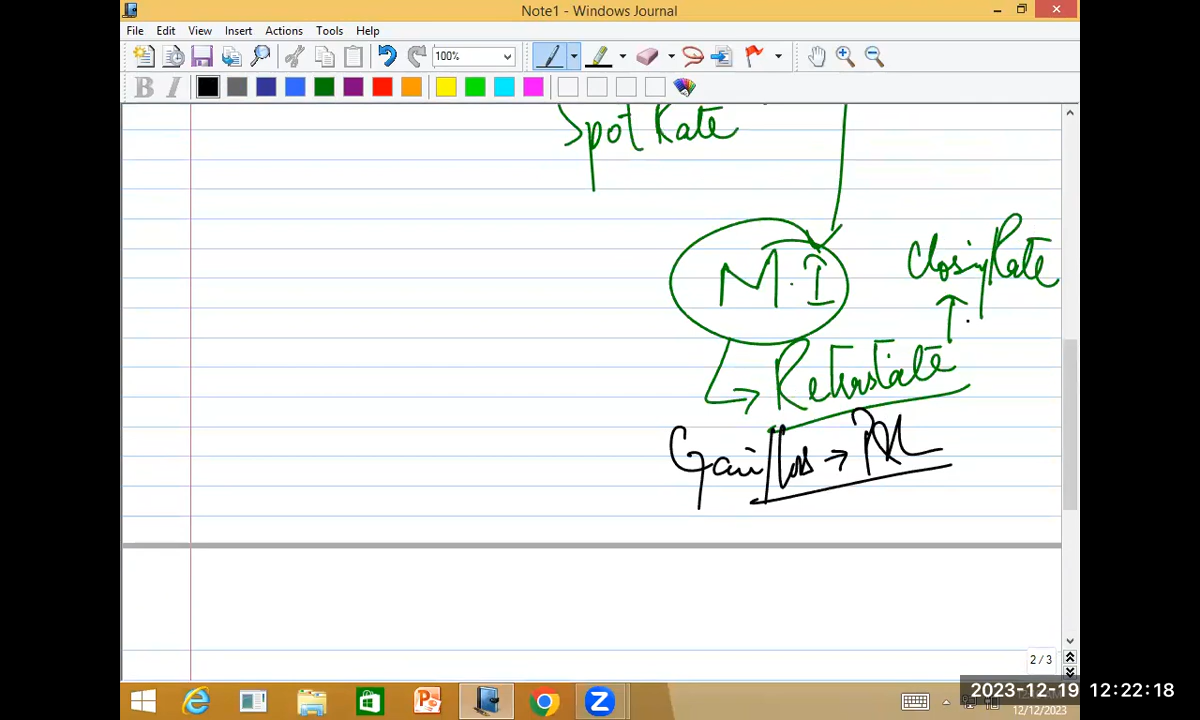 Note1 - Windows Journal
File Edit View Insert Actions Tools Help
100%
B I
Spot Rate
M.I
Closing Rate
Retrstate
Gain/Loss → P&L
2 / 3
2023-12-19 12:22:18
12/12/2023